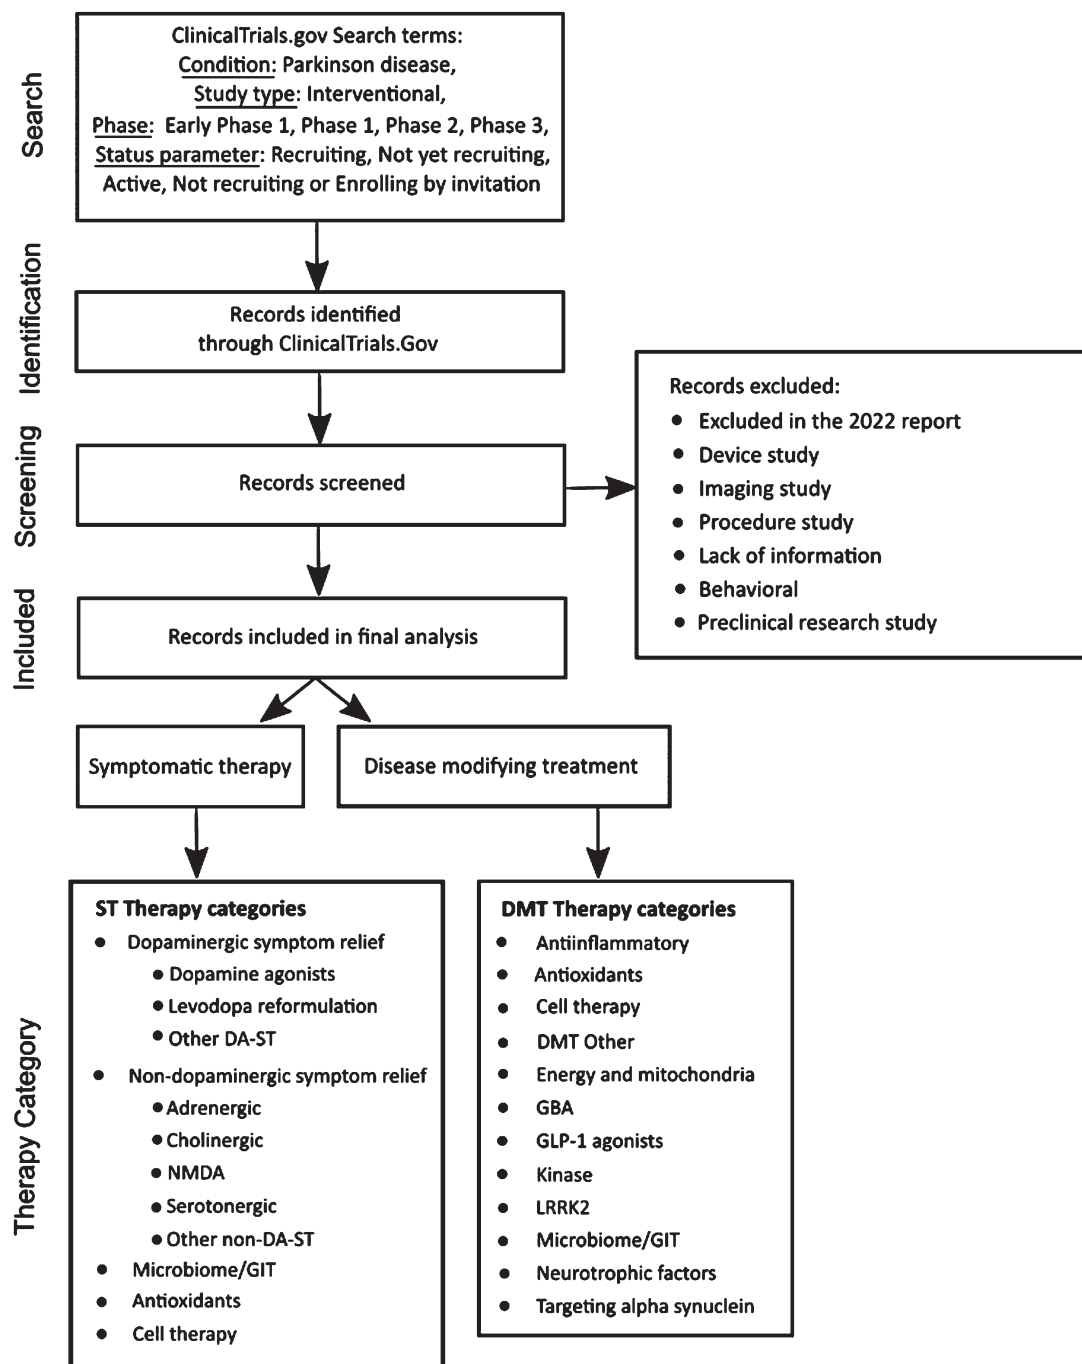 Search
ClinicalTrials.gov Search terms:
Condition: Parkinson disease,
Study type: Interventional,
Phase: Early Phase 1, Phase 1, Phase 2, Phase 3,
Status parameter: Recruiting, Not yet recruiting,
Active, Not recruiting or Enrolling by invitation
Identification
Records identified
through ClinicalTrials.Gov
Screening
Records screened
Records excluded:
● Excluded in the 2022 report
● Device study
● Imaging study
● Procedure study
● Lack of information
● Behavioral
● Preclinical research study
Included
Records included in final analysis
Symptomatic therapy
Disease modifying treatment
Therapy Category
ST Therapy categories
● Dopaminergic symptom relief
● Dopamine agonists
● Levodopa reformulation
● Other DA-ST
● Non-dopaminergic symptom relief
● Adrenergic
● Cholinergic
● NMDA
● Serotonergic
● Other non-DA-ST
● Microbiome/GIT
● Antioxidants
● Cell therapy
DMT Therapy categories
● Antiinflammatory
● Antioxidants
● Cell therapy
● DMT Other
● Energy and mitochondria
● GBA
● GLP-1 agonists
● Kinase
● LRRK2
● Microbiome/GIT
● Neurotrophic factors
● Targeting alpha synuclein